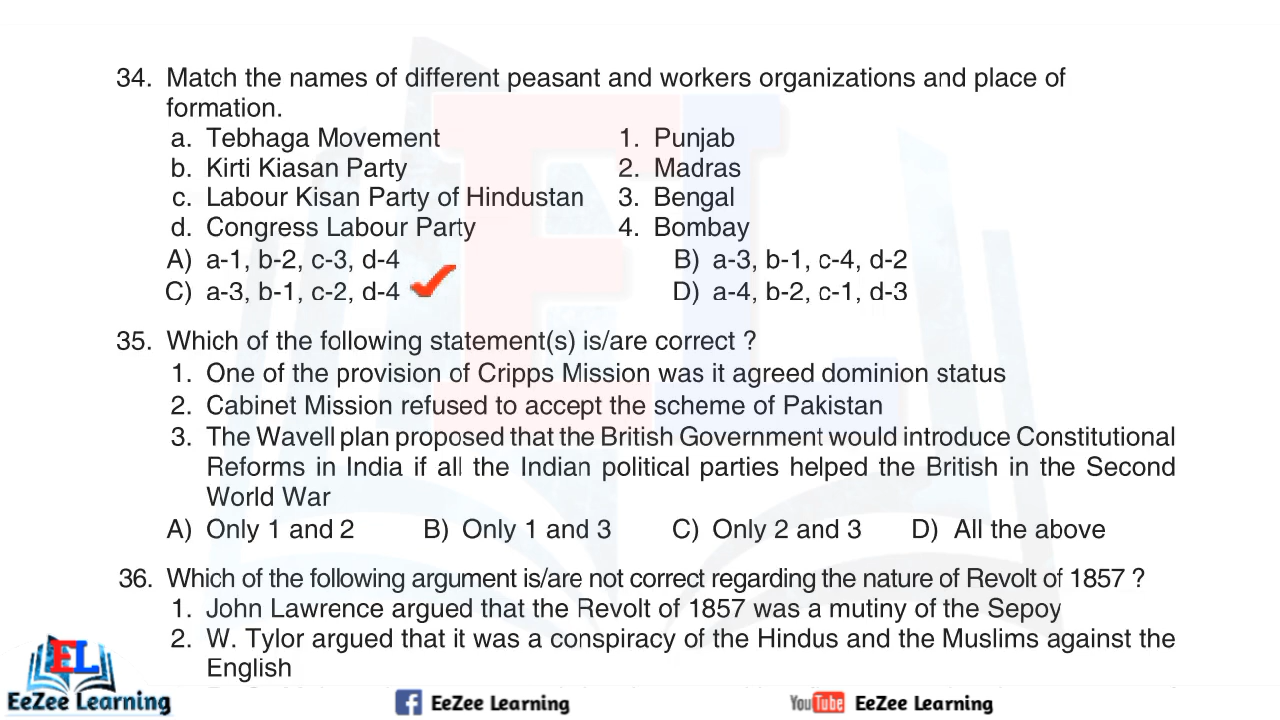 34. Match the names of different peasant and workers organizations and place of
formation.
a. Tebhaga Movement 1. Punjab
b. Kirti Kiasan Party 2. Madras
c. Labour Kisan Party of Hindustan 3. Bengal
d. Congress Labour Party 4. Bombay
A) a-1, b-2, c-3, d-4 B) a-3, b-1, c-4, d-2
C) a-3, b-1, c-2, d-4 D) a-4, b-2, c-1, d-3
35. Which of the following statement(s) is/are correct ?
1. One of the provision of Cripps Mission was it agreed dominion status
2. Cabinet Mission refused to accept the scheme of Pakistan
3. The Wavell plan proposed that the British Government would introduce Constitutional
Reforms in India if all the Indian political parties helped the British in the Second
World War
A) Only 1 and 2 B) Only 1 and 3 C) Only 2 and 3 D) All the above
36. Which of the following argument is/are not correct regarding the nature of Revolt of 1857 ?
1. John Lawrence argued that the Revolt of 1857 was a mutiny of the Sepoy
2. W. Tylor argued that it was a conspiracy of the Hindus and the Muslims against the
English
EL
EeZee Learning
EeZee Learning
YouTube EeZee Learning